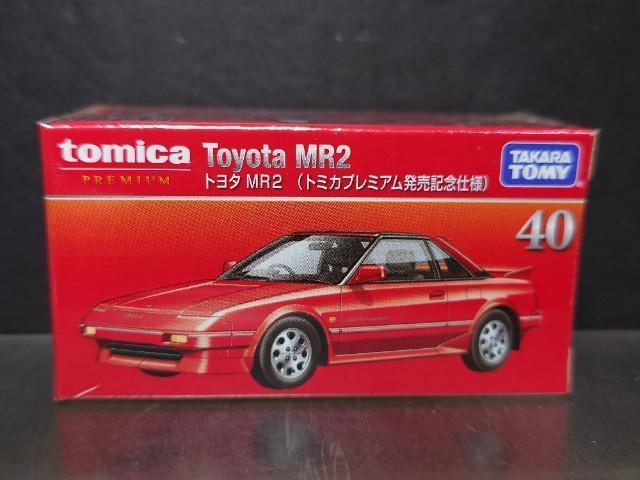 tomica
PREMIUM
Toyota MR2
トヨタ MR2 (トミカプレミアム発売記念仕様)
TAKARA
TOMY
40